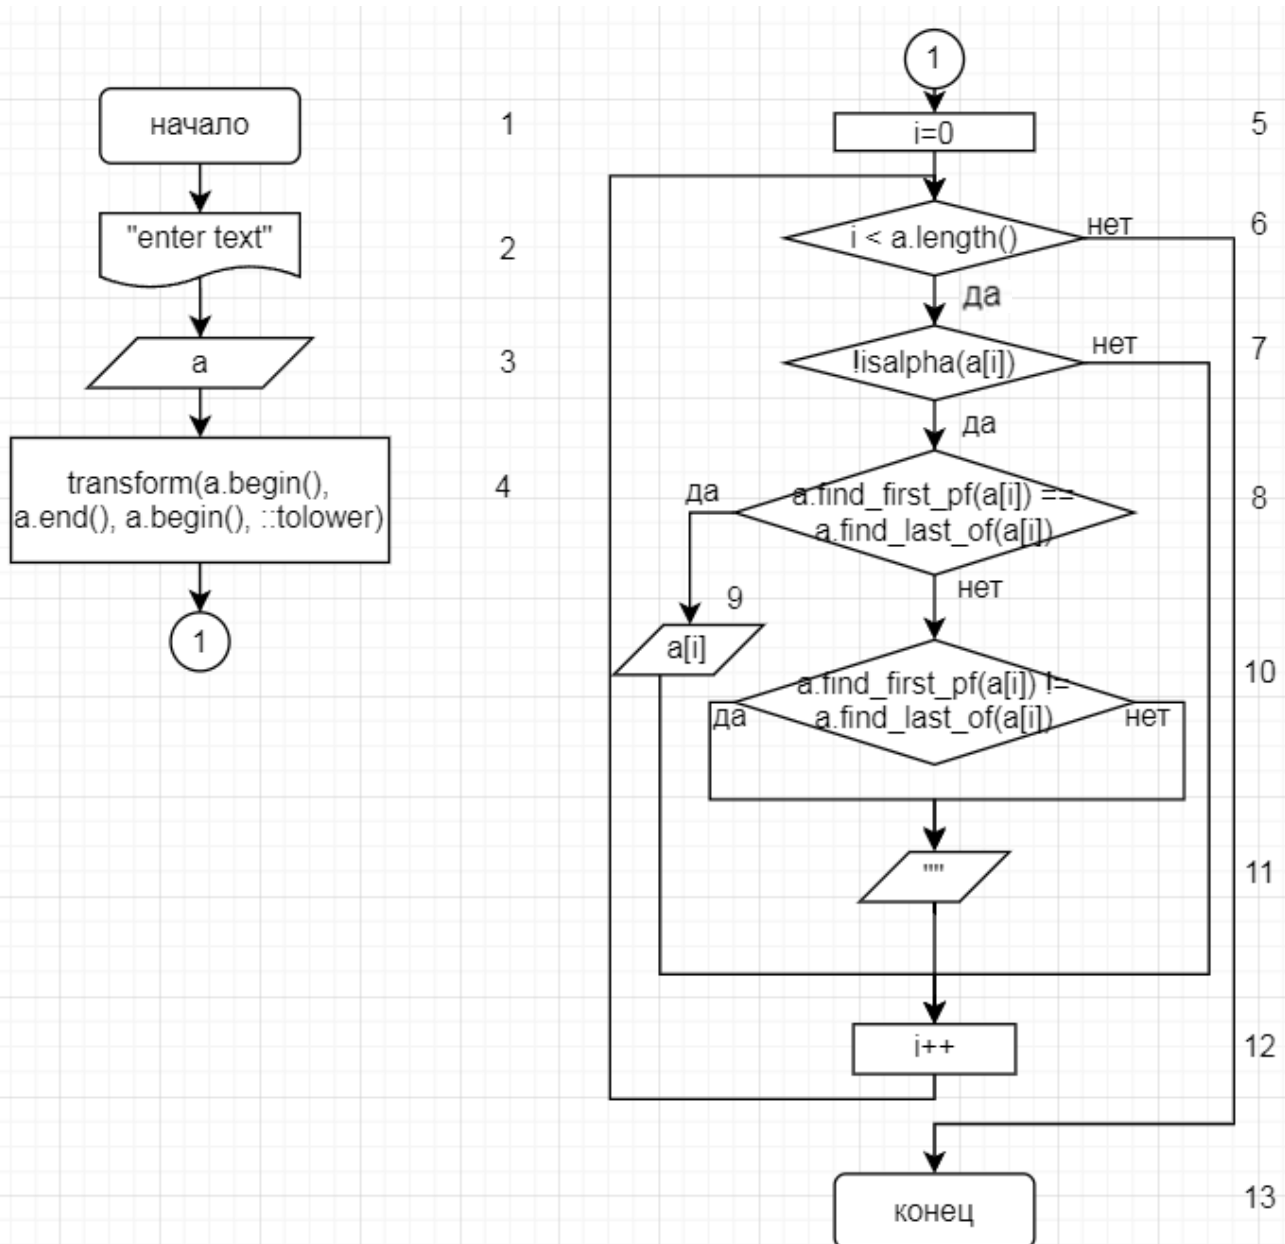 начало
1
"enter text"
2
a
3
transform(a.begin(),
a.end(), a.begin(), ::tolower)
4
1
1
i=0
5
i < a.length()
нет
6
да
!isalpha(a[i])
нет
7
да
a.find_first_pf(a[i]) ==
a.find_last_of(a[i])
да
8
нет
9
a[i]
a.find_first_pf(a[i]) !=
a.find_last_of(a[i])
10
да
нет
""
11
i++
12
конец
13